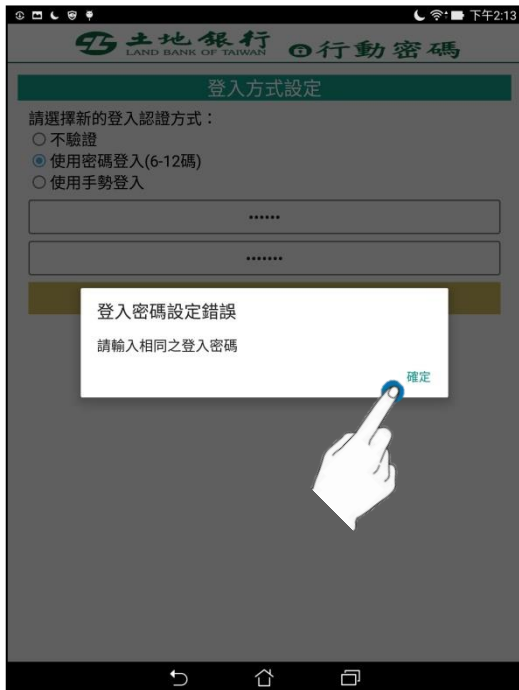 下午2:13
土地銀行
LAND BANK OF TAIWAN
行動密碼
登入方式設定
請選擇新的登入認證方式：
不驗證
使用密碼登入(6-12碼)
使用手勢登入
••••••
•••••••
登入密碼設定錯誤
請輸入相同之登入密碼
確定